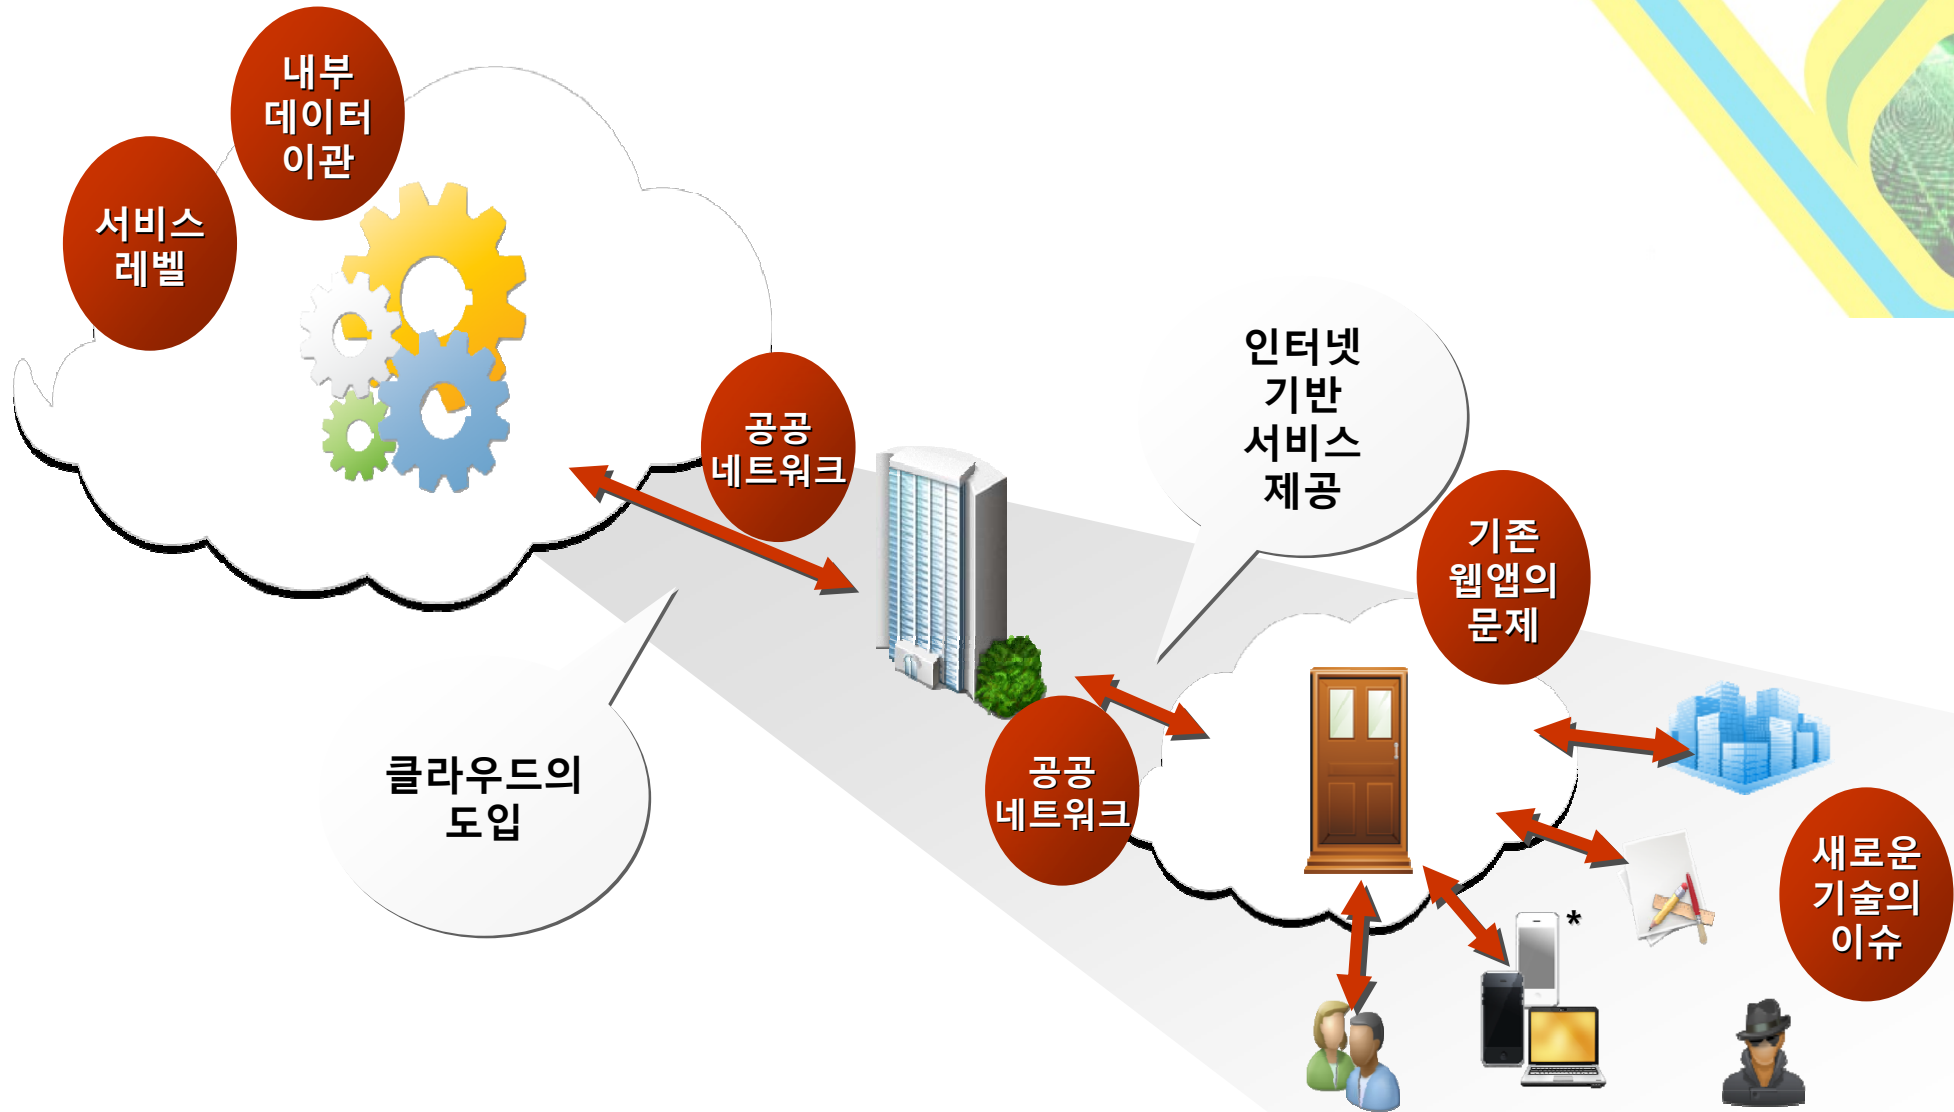 내부
데이터
이관
서비스
레벨
공공
네트워크
인터넷
기반
서비스
제공
기존
웹앱의
문제
클라우드의
도입
공공
네트워크
새로운
기술의
이슈
*